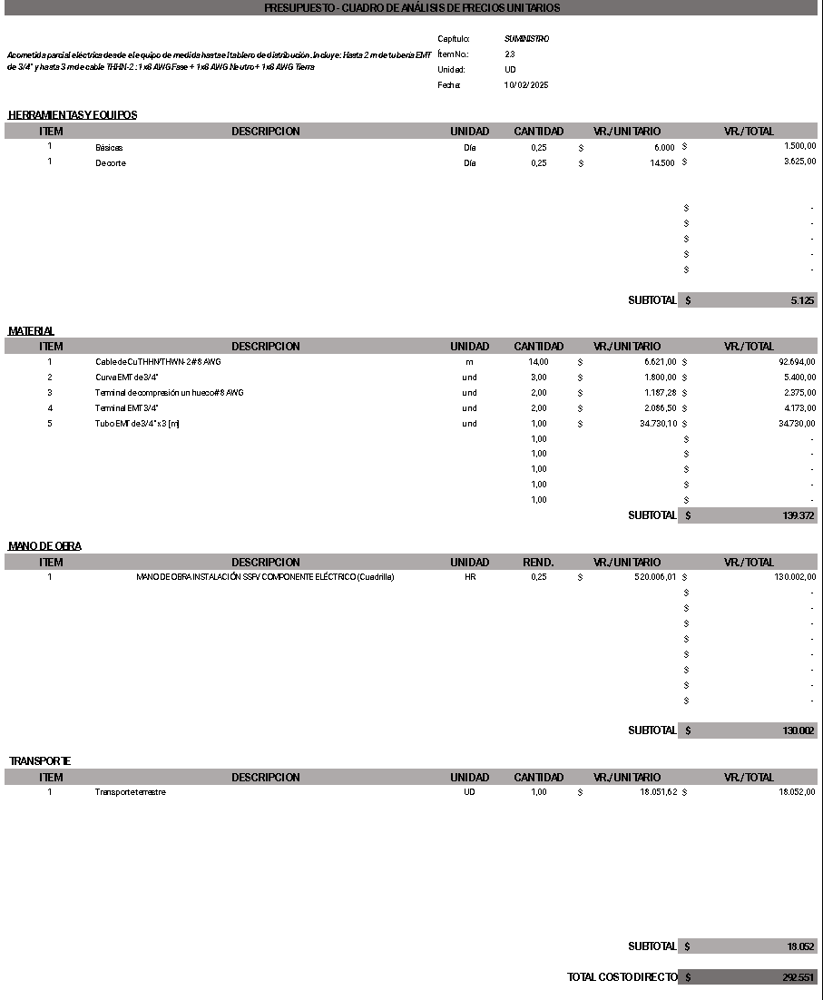 PRESUPUESTO - CUADRO DE ANÁLISIS DE PRECIOS UNITARIOS
Capítulo: SUMINISTRO
Acometida parcial eléctrica desde el equipo de medida hasta el tablero de distribución. Incluye: Hasta 2 m de tubería EMT Ítem No.: 2.3
de 3/4" y hasta 3 m de cable THHN-2: 1x8 AWG Fase + 1x8 AWG Neutro + 1x8 AWG Tierra Unidad: UD
Fecha: 10/02/2025
HERRAMIENTAS Y EQUIPOS
ITEM DESCRIPCION UNIDAD CANTIDAD VR./UNITARIO VR./TOTAL
1 Básicas Día 0,25 $ 6.000 $ 1.500,00
1 De corte Día 0,25 $ 14.500 $ 3.625,00
$ -
$ -
$ -
$ -
$ -
SUBTOTAL $ 5.125
MATERIAL
ITEM DESCRIPCION UNIDAD CANTIDAD VR./UNITARIO VR./TOTAL
1 Cable de Cu THHN/THWN-2 #8 AWG m 14,00 $ 6.621,00 $ 92.694,00
2 Curva EMT de 3/4" und 3,00 $ 1.800,00 $ 5.400,00
3 Terminal de compresión un hueco #8 AWG und 2,00 $ 1.187,28 $ 2.375,00
4 Terminal EMT 3/4" und 2,00 $ 2.086,50 $ 4.173,00
5 Tubo EMT de 3/4" x 3 [m] und 1,00 $ 34.730,10 $ 34.730,00
1,00 $ -
1,00 $ -
1,00 $ -
1,00 $ -
1,00 $ -
SUBTOTAL $ 139.372
MANO DE OBRA
ITEM DESCRIPCION UNIDAD REND. VR./UNITARIO VR./TOTAL
1 MANO DE OBRA INSTALACIÓN SSFV COMPONENTE ELÉCTRICO (Cuadrilla) HR 0,25 $ 520.006,01 $ 130.002,00
$ -
$ -
$ -
$ -
$ -
$ -
$ -
$ -
SUBTOTAL $ 130.002
TRANSPORTE
ITEM DESCRIPCION UNIDAD CANTIDAD VR./UNITARIO VR./TOTAL
1 Transporte terrestre UD 1,00 $ 18.051,62 $ 18.052,00
SUBTOTAL $ 18.052
TOTAL COSTO DIRECTO $ 292.551